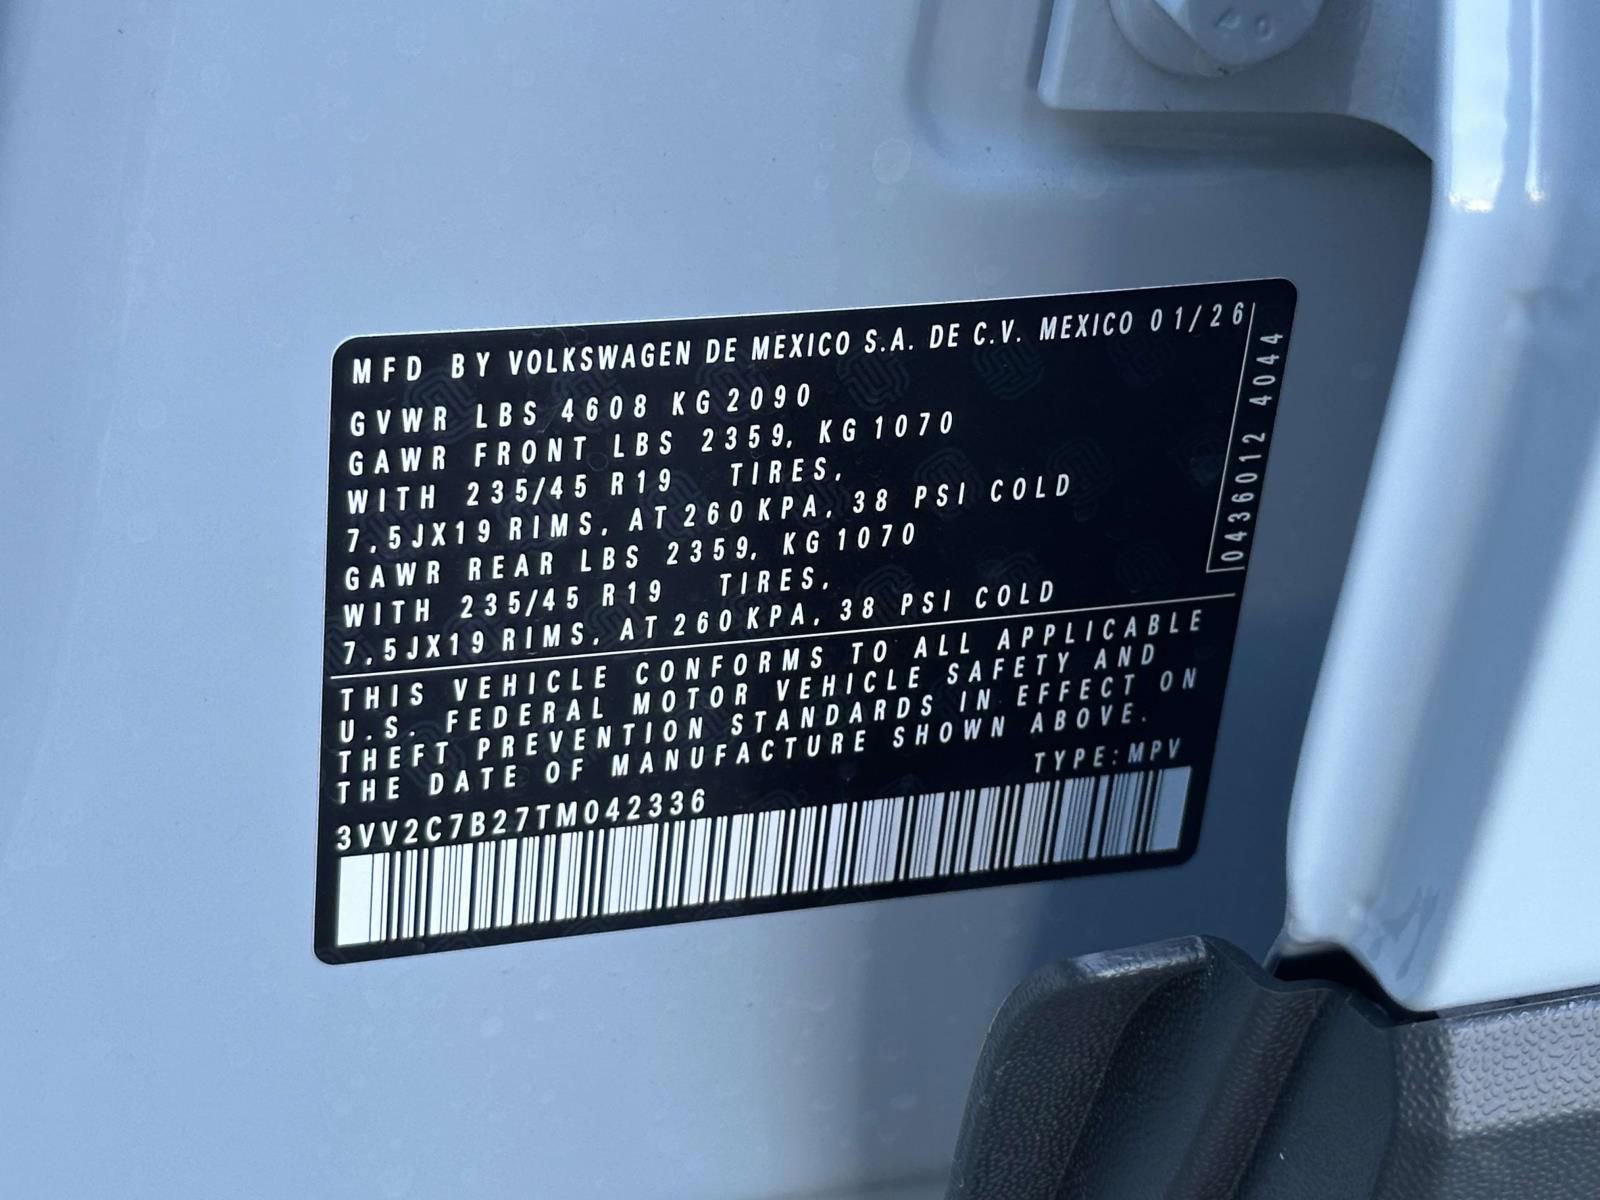 MFD BY VOLKSWAGEN DE MEXICO S.A. DE C.V. MEXICO 01/26
GVWR LBS 4608 KG 2090
GAWR FRONT LBS 2359, KG 1070
WITH 235/45 R19 TIRES,
7.5JX19 RIMS, AT 260 KPA, 38 PSI COLD
GAWR REAR LBS 2359, KG 1070
WITH 235/45 R19 TIRES,
7.5JX19 RIMS, AT 260 KPA, 38 PSI COLD
THIS VEHICLE CONFORMS TO ALL APPLICABLE
U.S. FEDERAL MOTOR VEHICLE SAFETY AND
THEFT PREVENTION STANDARDS IN EFFECT ON
THE DATE OF MANUFACTURE SHOWN ABOVE.
TYPE: MPV
3VV2C7B27TM042336
0436012 4044